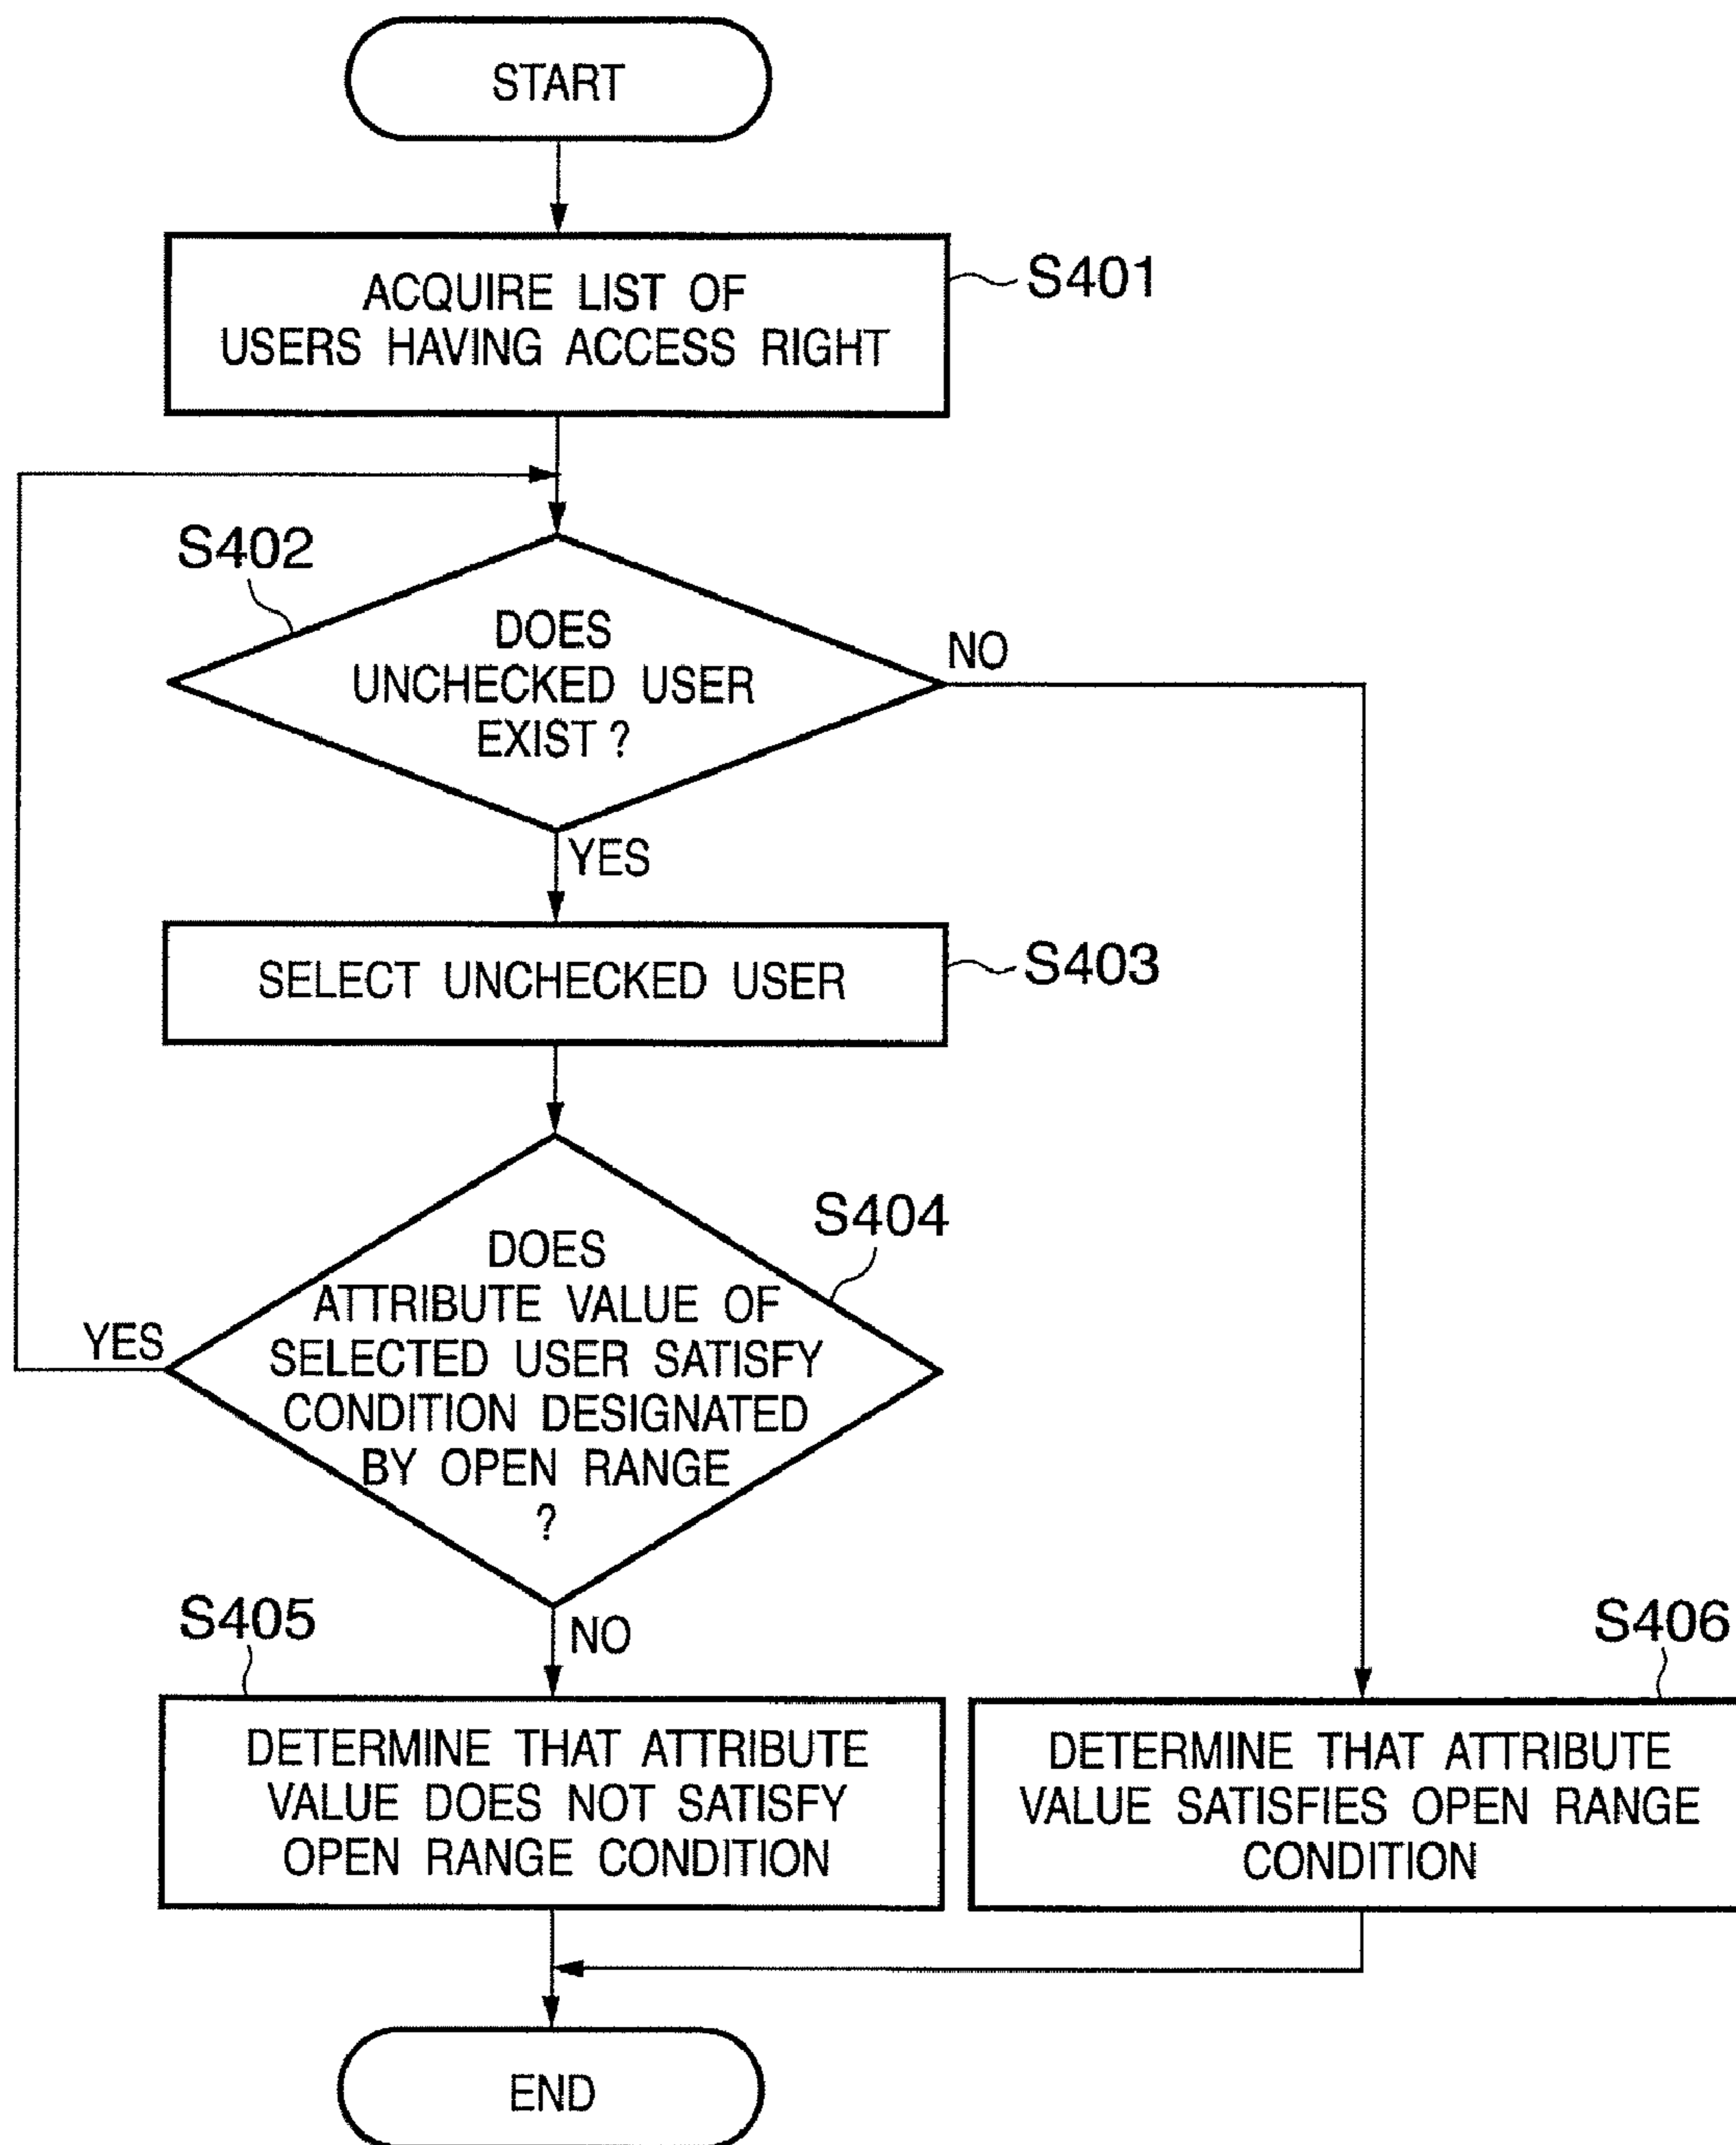 START
ACQUIRE LIST OF
USERS HAVING ACCESS RIGHT
S401
S402
DOES
UNCHECKED USER
EXIST ?
NO
YES
SELECT UNCHECKED USER
S403
S404
DOES
ATTRIBUTE VALUE OF
SELECTED USER SATISFY
CONDITION DESIGNATED
BY OPEN RANGE
?
YES
NO
S405
DETERMINE THAT ATTRIBUTE
VALUE DOES NOT SATISFY
OPEN RANGE CONDITION
S406
DETERMINE THAT ATTRIBUTE
VALUE SATISFIES OPEN RANGE
CONDITION
END